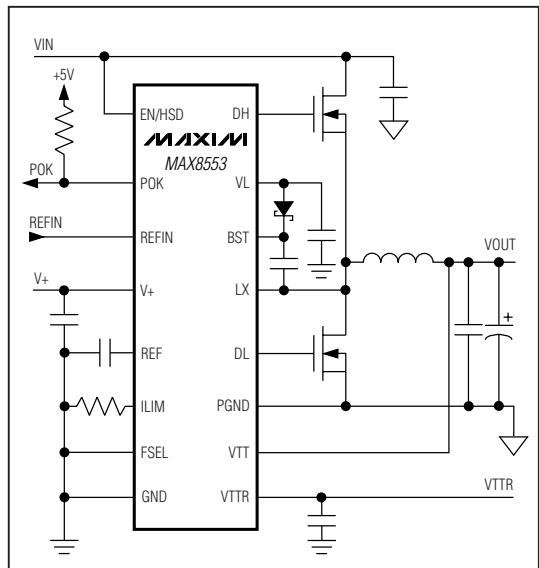 VIN
+5V
EN/HSD
DH
MAXIM
MAX8553
POK
POK
VL
REFIN
REFIN
BST
VOUT
V+
V+
LX
+
REF
DL
ILIM
PGND
FSEL
VTT
GND
VTTR
VTTR